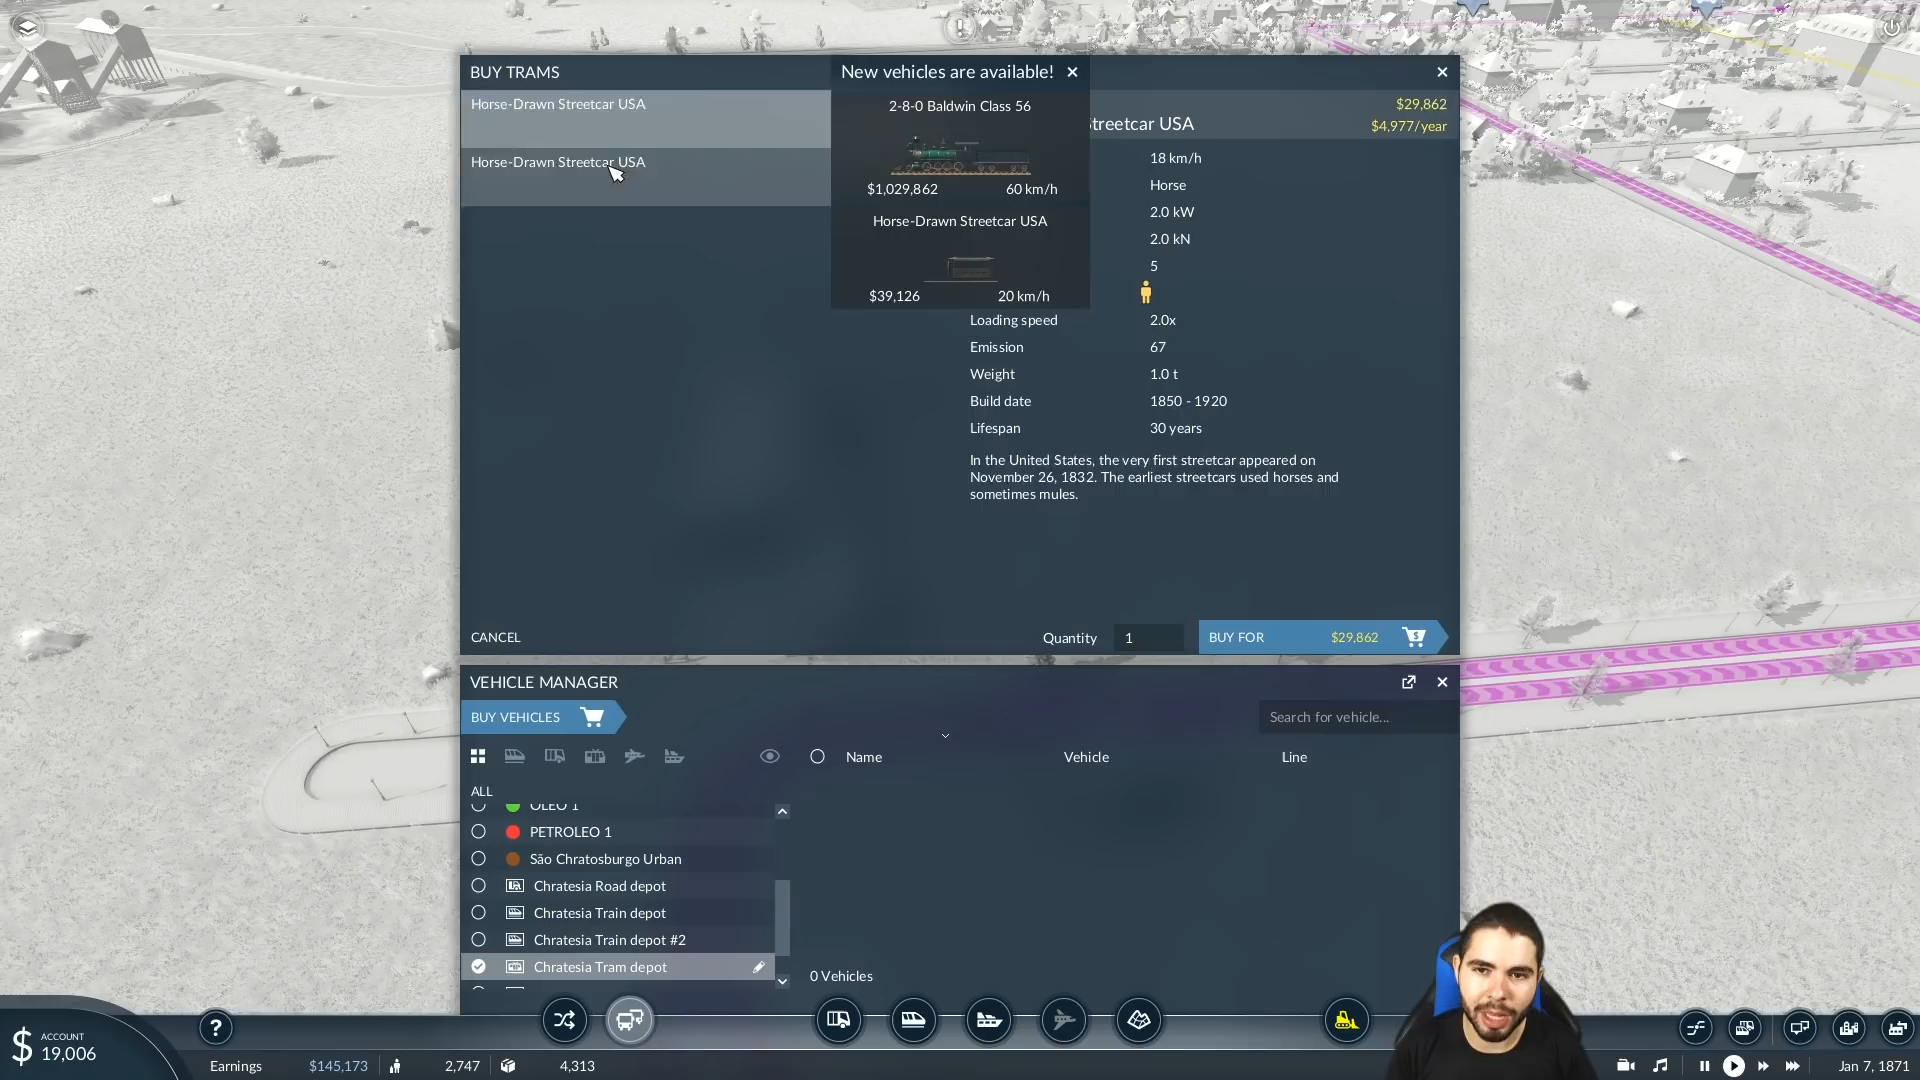 BUY TRAMS
New vehicles are available!
Horse-Drawn Streetcar USA
Horse-Drawn Streetcar USA
2-8-0 Baldwin Class 56
$1,029,862 60 km/h
Horse-Drawn Streetcar USA
$39,126 20 km/h
Streetcar USA
$29,862
$4,977/year
18 km/h
Horse
2.0 kW
2.0 kN
5
Loading speed 2.0x
Emission 67
Weight 1.0 t
Build date 1850 - 1920
Lifespan 30 years
In the United States, the very first streetcar appeared on
November 26, 1832. The earliest streetcars used horses and
sometimes mules.
CANCEL
Quantity 1
BUY FOR $29,862
VEHICLE MANAGER
BUY VEHICLES
Search for vehicle...
Name Vehicle Line
ALL
OLEO 1
PETROLEO 1
São Chratosburgo Urban
Chratesia Road depot
Chratesia Train depot
Chratesia Train depot #2
Chratesia Tram depot
0 Vehicles
$ ACCOUNT
19,006
?
Earnings $145,173 2,747 4,313
Jan 7, 1871